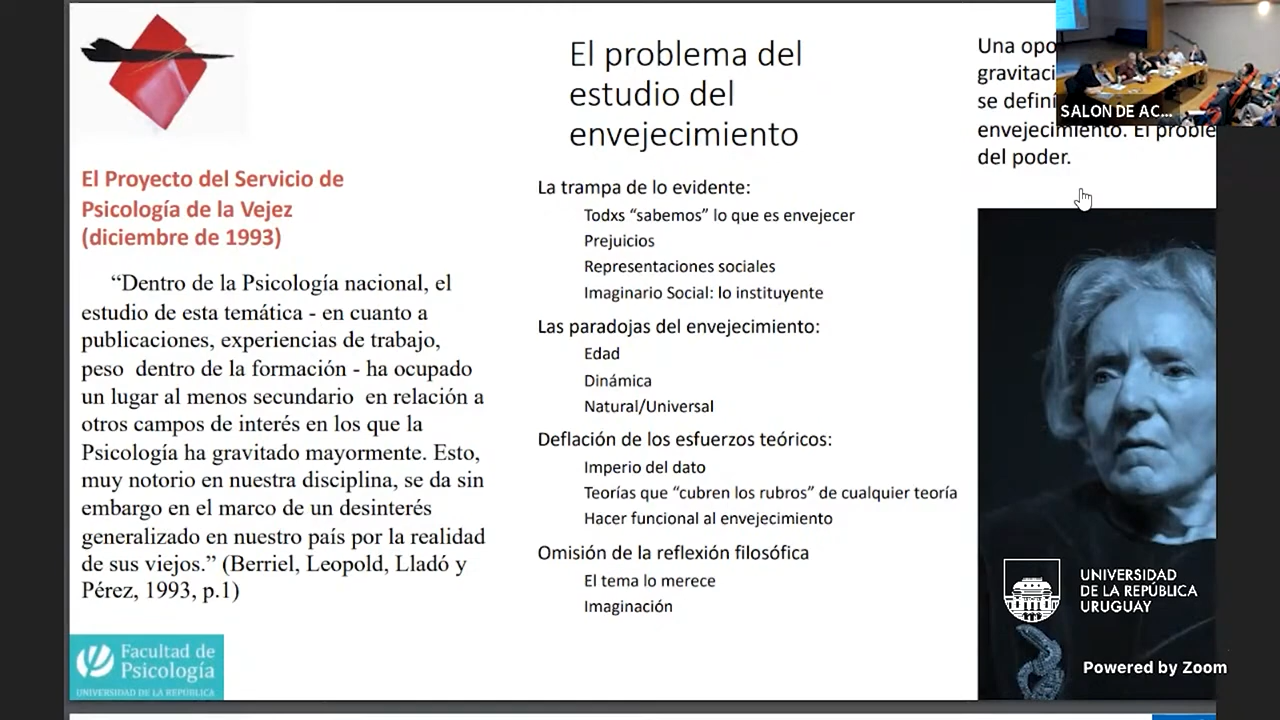 El Proyecto del Servicio de
Psicología de la Vejez
(diciembre de 1993)
“Dentro de la Psicología nacional, el
estudio de esta temática - en cuanto a
publicaciones, experiencias de trabajo,
peso dentro de la formación - ha ocupado
un lugar al menos secundario en relación a
otros campos de interés en los que la
Psicología ha gravitado mayormente. Esto,
muy notorio en nuestra disciplina, se da sin
embargo en el marco de un desinterés
generalizado en nuestro país por la realidad
de sus viejos.” (Berriel, Leopold, Lladó y
Pérez, 1993, p.1)
Facultad de
Psicología
UNIVERSIDAD DE LA REPÚBLICA
El problema del
estudio del
envejecimiento
La trampa de lo evidente:
Todxs “sabemos” lo que es envejecer
Prejuicios
Representaciones sociales
Imaginario Social: lo instituyente
Las paradojas del envejecimiento:
Edad
Dinámica
Natural/Universal
Deflación de los esfuerzos teóricos:
Imperio del dato
Teorías que “cubren los rubros” de cualquier teoría
Hacer funcional al envejecimiento
Omisión de la reflexión filosófica
El tema lo merece
Imaginación
Una
se
envejecimiento. El
del poder.
SALON DE AC...
UNIVERSIDAD
DE LA REPÚBLICA
URUGUAY
Powered by Zoom